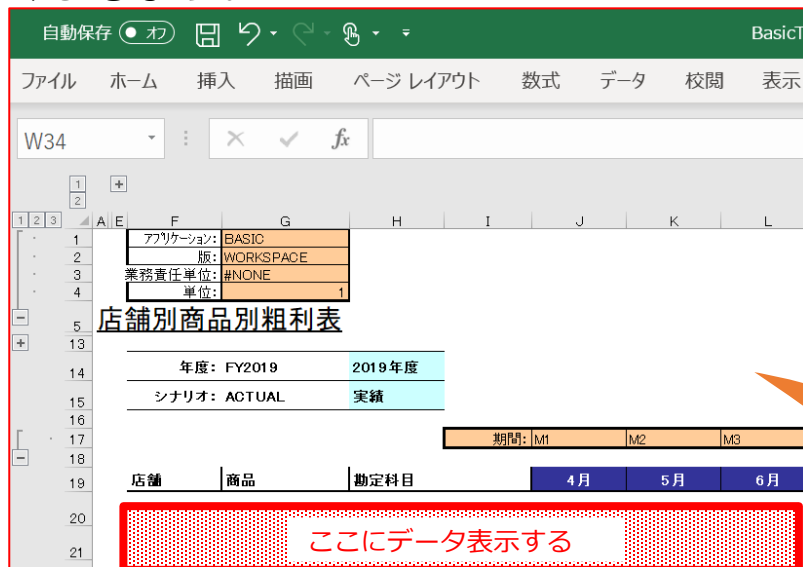 自動保存 オフ BasicT
ファイル ホーム 挿入 描画 ページ レイアウト 数式 データ 校閲 表示
W34 fx
1
2
1 2 3 A E F G H I J K L
1 アプリケーション: BASIC
2 版: WORKSPACE
3 業務責任単位: #NONE
4 単位: 1
5 店舗別商品別粗利表
13
14 年度: FY2019 2019年度
15 シナリオ: ACTUAL 実績
16
17 期間: M1 M2 M3
18
19 店舗 商品 勘定科目 4月 5月 6月
20
ここにデータ表示する
21